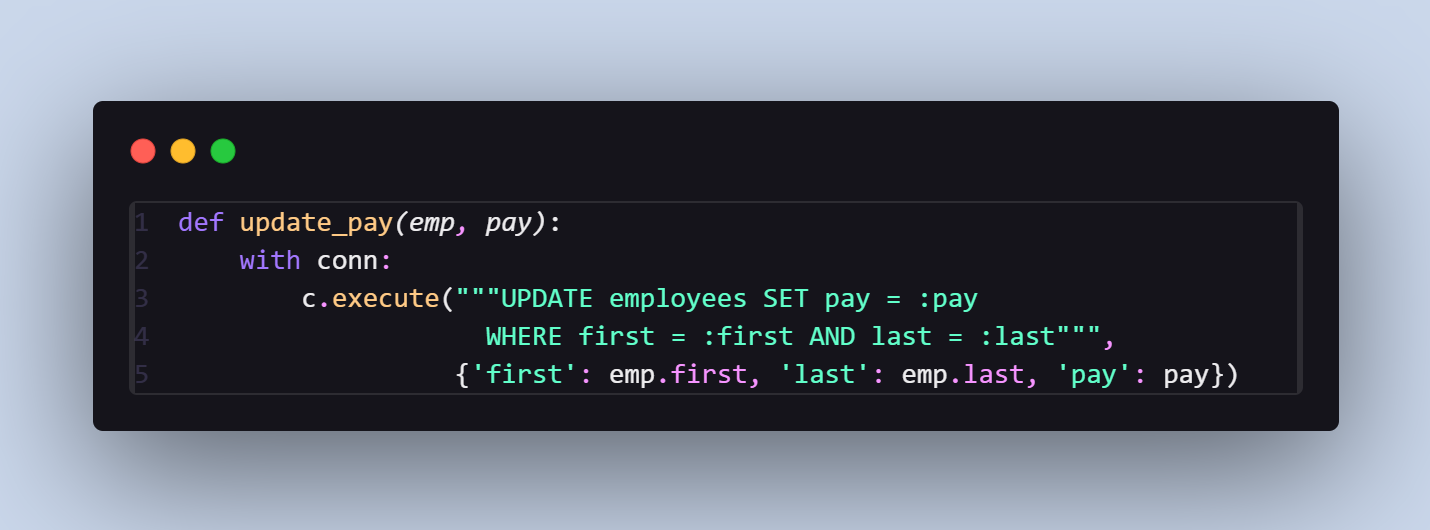 1 def update_pay(emp, pay):
2     with conn:
3         c.execute("""UPDATE employees SET pay = :pay
4                     WHERE first = :first AND last = :last""",
5                   {'first': emp.first, 'last': emp.last, 'pay': pay})